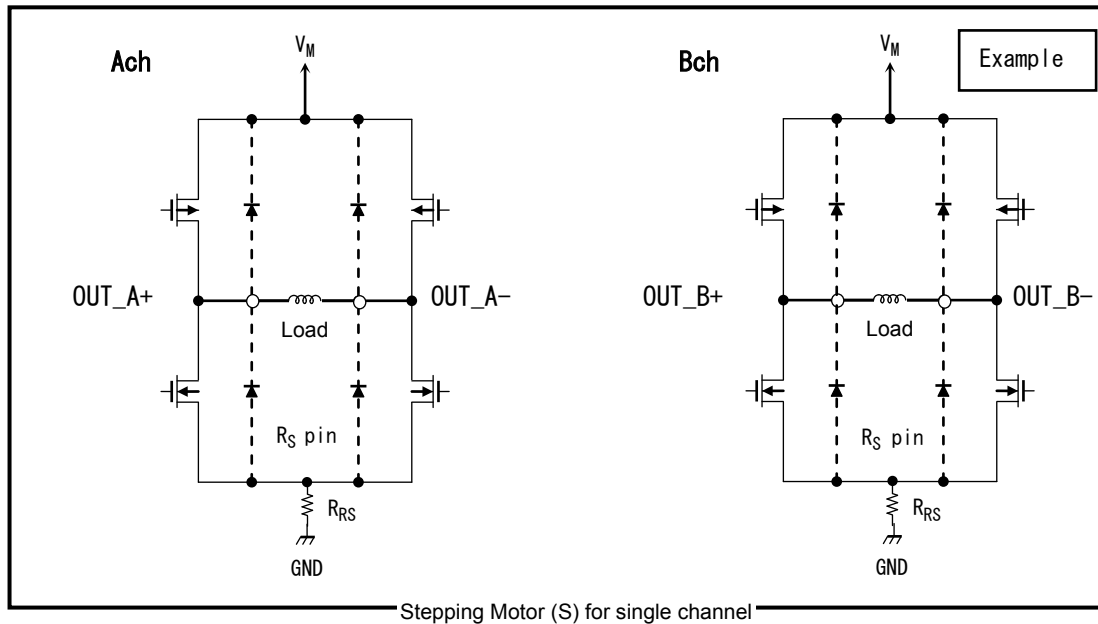 Ach
V_M
OUT_A+
OUT_A-
Load
R_S pin
R_RS
GND
Bch
V_M
Example
OUT_B+
OUT_B-
Load
R_S pin
R_RS
GND
Stepping Motor (S) for single channel